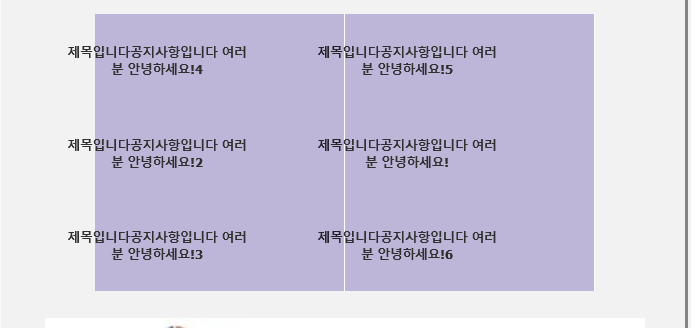 제목입니다공지사항입니다 여러
분 안녕하세요!4
제목입니다공지사항입니다 여러
분 안녕하세요!5
제목입니다공지사항입니다 여러
분 안녕하세요!2
제목입니다공지사항입니다 여러
분 안녕하세요!
제목입니다공지사항입니다 여러
분 안녕하세요!3
제목입니다공지사항입니다 여러
분 안녕하세요!6